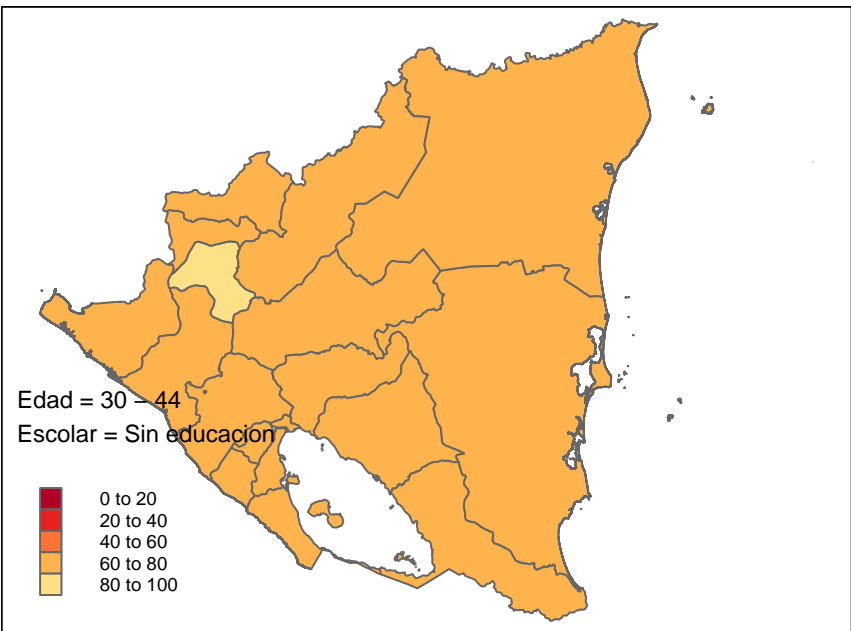 Edad = 30 – 44
Escolar = Sin educacion
0 to 20
20 to 40
40 to 60
60 to 80
80 to 100